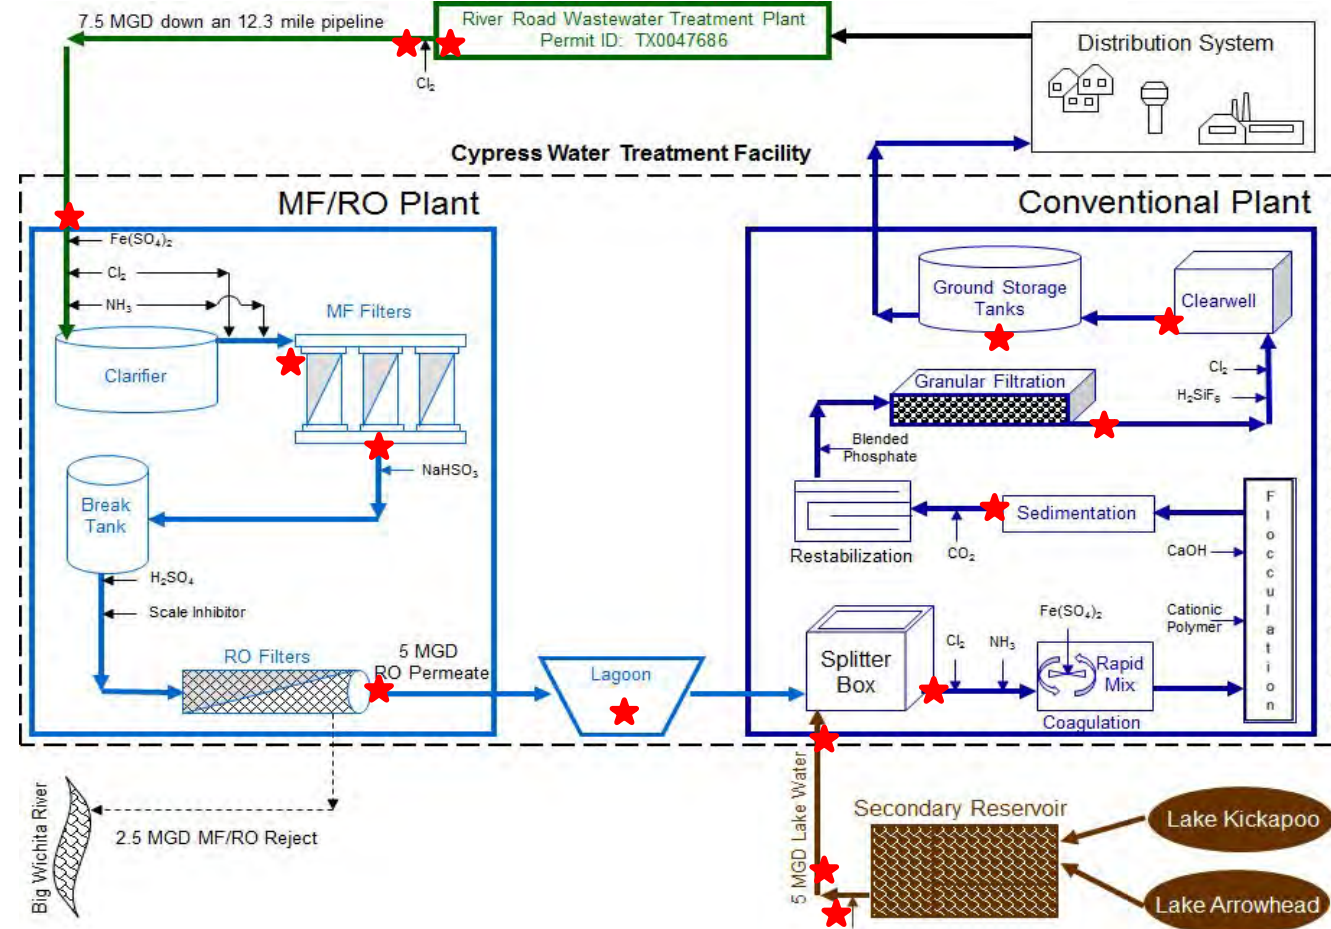 7.5 MGD down an 12.3 mile pipeline
River Road Wastewater Treatment Plant
Permit ID: TX0047686
Cl2
Distribution System
Cypress Water Treatment Facility
MF/RO Plant
Fe(SO4)2
Cl2
NH3
MF Filters
Clarifier
NaHSO3
Break
Tank
H2SO4
Scale Inhibitor
RO Filters
5 MGD
RO Permeate
Lagoon
Conventional Plant
Ground Storage
Tanks
Clearwell
Cl2
H2SiF6
Granular Filtration
Blended
Phosphate
Restabilization
CO2
Sedimentation
CaOH
Cationic
Polymer
Flocculation
Splitter
Box
Cl2
NH3
Fe(SO4)2
Rapid
Mix
Coagulation
Big Wichita River
2.5 MGD MF/RO Reject
5 MGD Lake Water
Secondary Reservoir
Lake Kickapoo
Lake Arrowhead